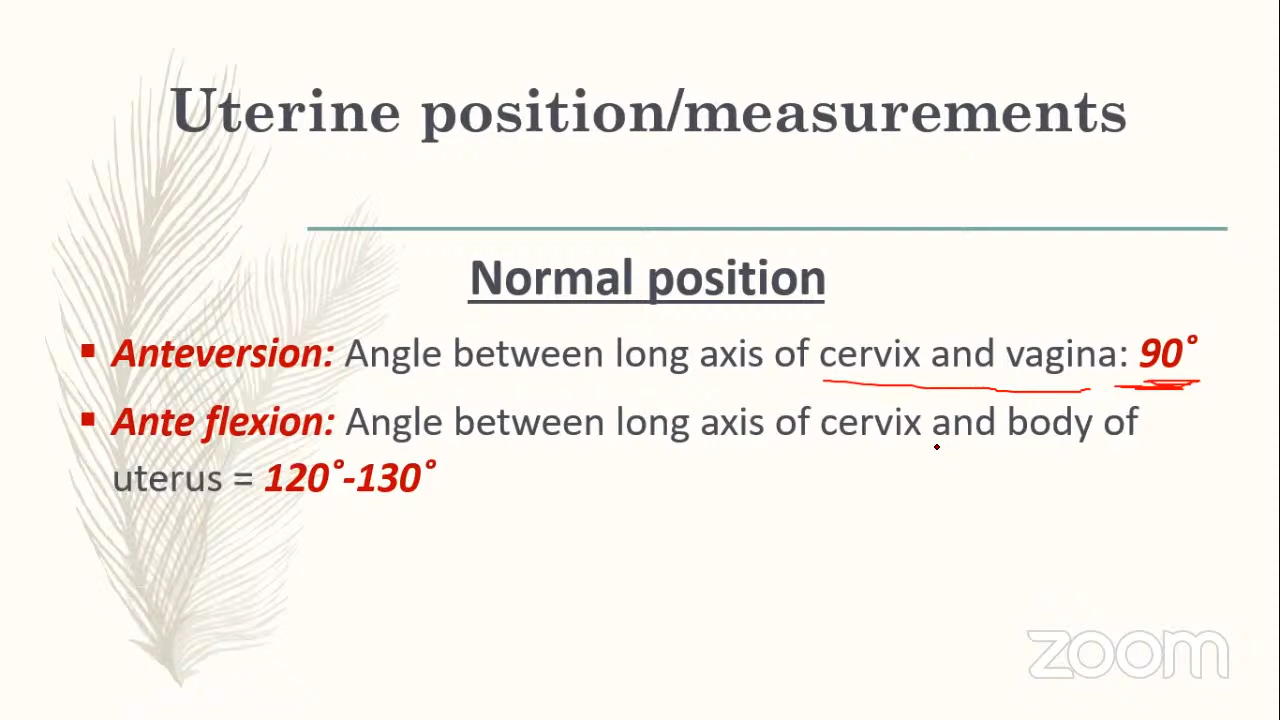 Uterine position/measurements
Normal position
▪ Anteversion: Angle between long axis of cervix and vagina: 90˚
▪ Ante flexion: Angle between long axis of cervix and body of
uterus = 120˚-130˚
zoom